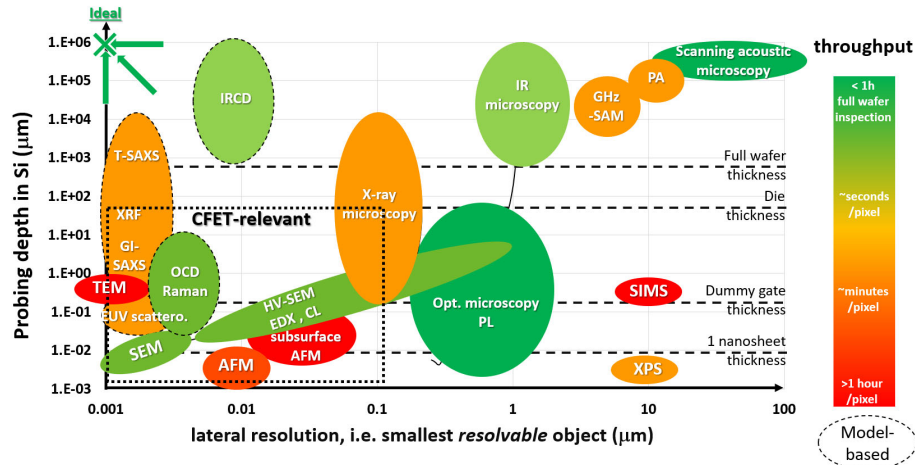 Ideal
1.E+06
1.E+05
1.E+04
1.E+03
1.E+02
1.E+01
1.E+00
1.E-01
1.E-02
1.E-03
Probing depth in Si (μm)
0.001
0.01
0.1
1
10
100
lateral resolution, i.e. smallest resolvable object (μm)
IRCD
T-SAXS
XRF
GI-
SAXS
TEM
EUV scattero.
SEM
OCD
Raman
CFET-relevant
HV-SEM
EDX , CL
subsurface
AFM
AFM
X-ray
microscopy
IR
microscopy
Opt. microscopy
PL
GHz
-SAM
PA
Scanning acoustic
microscopy
SIMS
XPS
Full wafer
thickness
Die
thickness
Dummy gate
thickness
1 nanosheet
thickness
throughput
< 1h
full wafer
inspection
~seconds
/pixel
~minutes
/pixel
>1 hour
/pixel
Model-
based